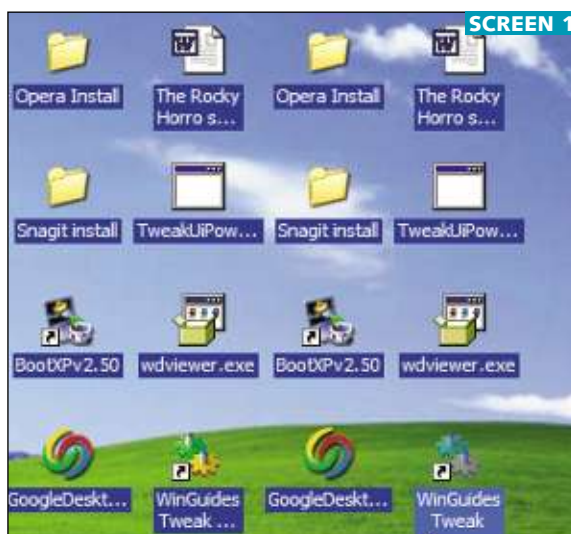 SCREEN 1
Opera Install
The Rocky
Horro s...
Opera Install
The Rocky
Horro s...
Snagit install
TweakUiPow...
Snagit install
TweakUiPow...
BootXPv2.50
wdviewer.exe
BootXPv2.50
wdviewer.exe
GoogleDeskt...
WinGuides
Tweak ...
GoogleDeskt...
WinGuides
Tweak